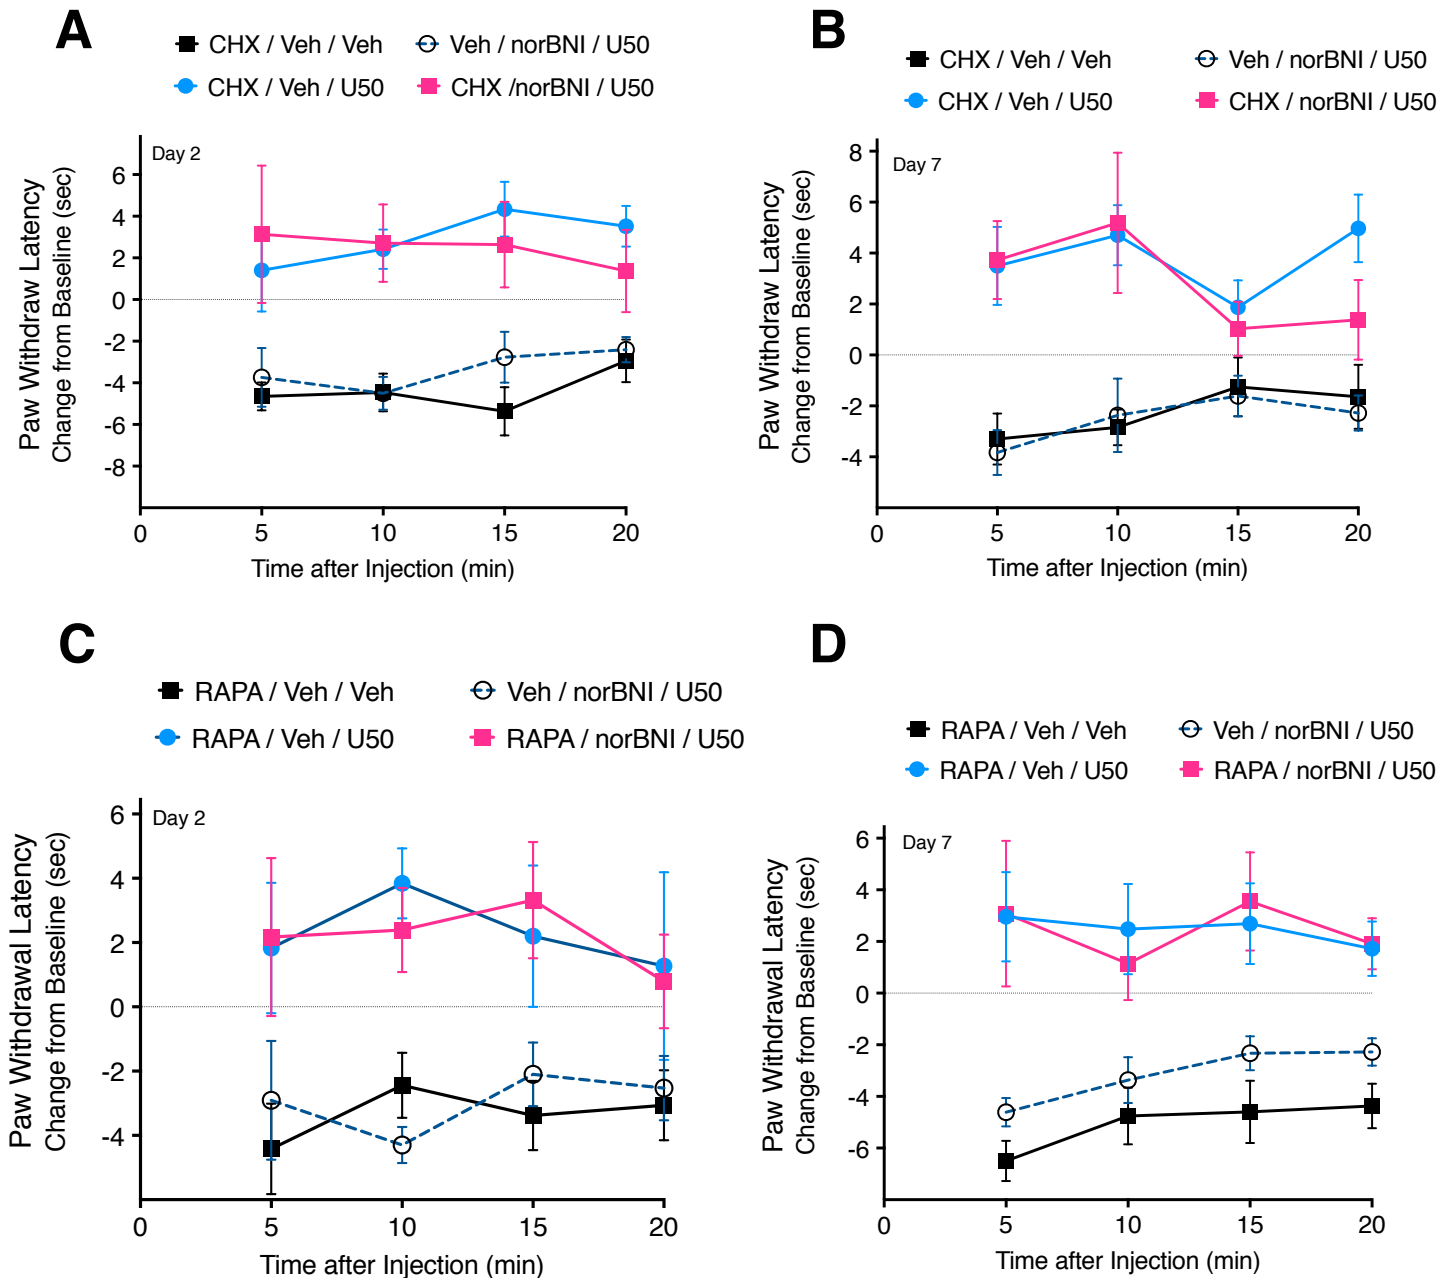 A
CHX / Veh / Veh
Veh / norBNI / U50
CHX / Veh / U50
CHX /norBNI / U50
Day 2
6
4
2
0
-2
-4
-6
-8
Paw Withdraw Latency
Change from Baseline (sec)
0 5 10 15 20
Time after Injection (min)
B
CHX / Veh / Veh
Veh / norBNI / U50
CHX / Veh / U50
CHX / norBNI / U50
Day 7
8
6
4
2
0
-2
-4
Paw Withdraw Latency
Change from Baseline (sec)
0 5 10 15 20
Time after Injection (min)
C
RAPA / Veh / Veh
Veh / norBNI / U50
RAPA / Veh / U50
RAPA / norBNI / U50
Day 2
6
4
2
0
-2
-4
Paw Withdrawal Latency
Change from Baseline (sec)
0 5 10 15 20
Time after Injection (min)
D
RAPA / Veh / Veh
Veh / norBNI / U50
RAPA / Veh / U50
RAPA / norBNI / U50
Day 7
6
4
2
0
-2
-4
-6
Paw Withdrawal Latency
Change from Baseline (sec)
0 5 10 15 20
Time after Injection (min)